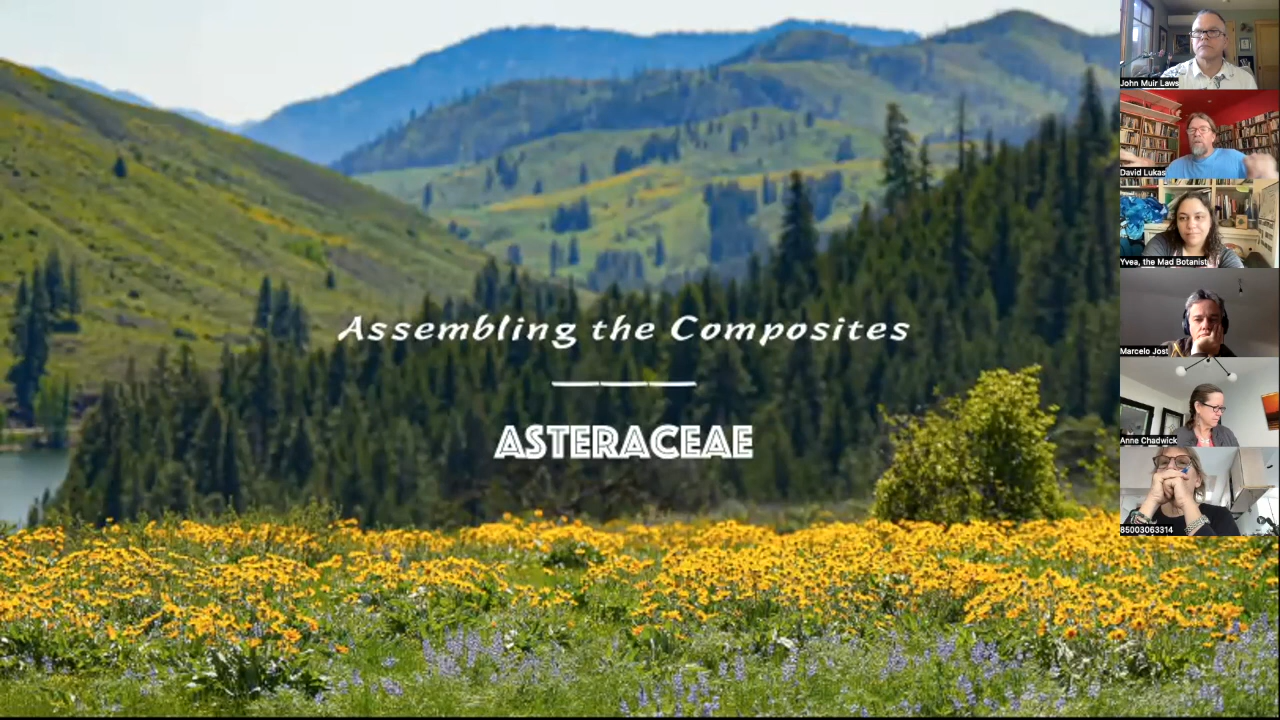 Assembling the Composites
ASTERACEAE
John Muir Laws
David Lukas
Yvea, the Mad Botanist
Marcelo Jost
Anne Chadwick
85003063314